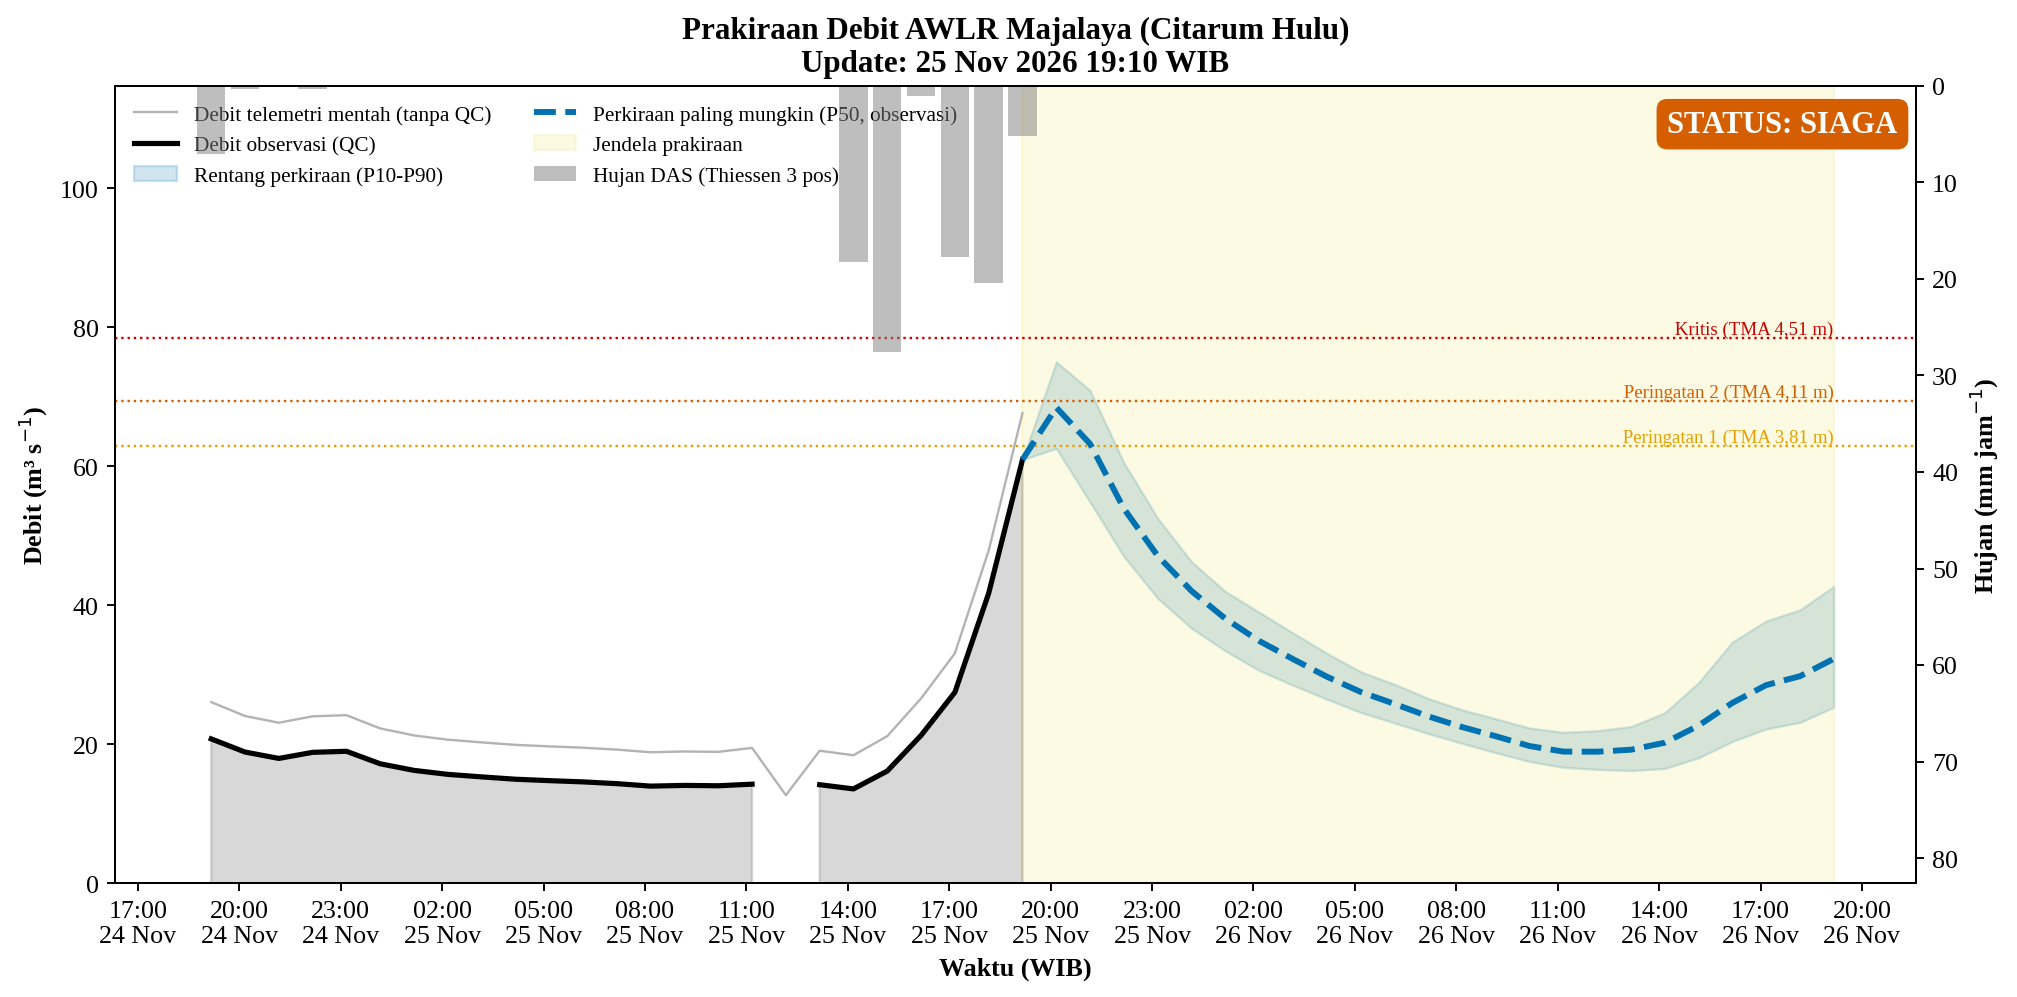 Prakiraan Debit AWLR Majalaya (Citarum Hulu)
Update: 25 Nov 2026 19:10 WIB
Debit telemetri mentah (tanpa QC)
Debit observasi (QC)
Rentang perkiraan (P10-P90)
Perkiraan paling mungkin (P50, observasi)
Jendela prakiraan
Hujan DAS (Thiessen 3 pos)
STATUS: SIAGA
Kritis (TMA 4,51 m)
Peringatan 2 (TMA 4,11 m)
Peringatan 1 (TMA 3,81 m)
Debit (m³ s⁻¹)
100
80
60
40
20
0
Hujan (mm jam⁻¹)
0
10
20
30
40
50
60
70
80
17:00 20:00 23:00 02:00 05:00 08:00 11:00 14:00 17:00 20:00 23:00 02:00 05:00 08:00 11:00 14:00 17:00 20:00
24 Nov 24 Nov 24 Nov 25 Nov 25 Nov 25 Nov 25 Nov 25 Nov 25 Nov 25 Nov 25 Nov 26 Nov 26 Nov 26 Nov 26 Nov 26 Nov 26 Nov 26 Nov
Waktu (WIB)